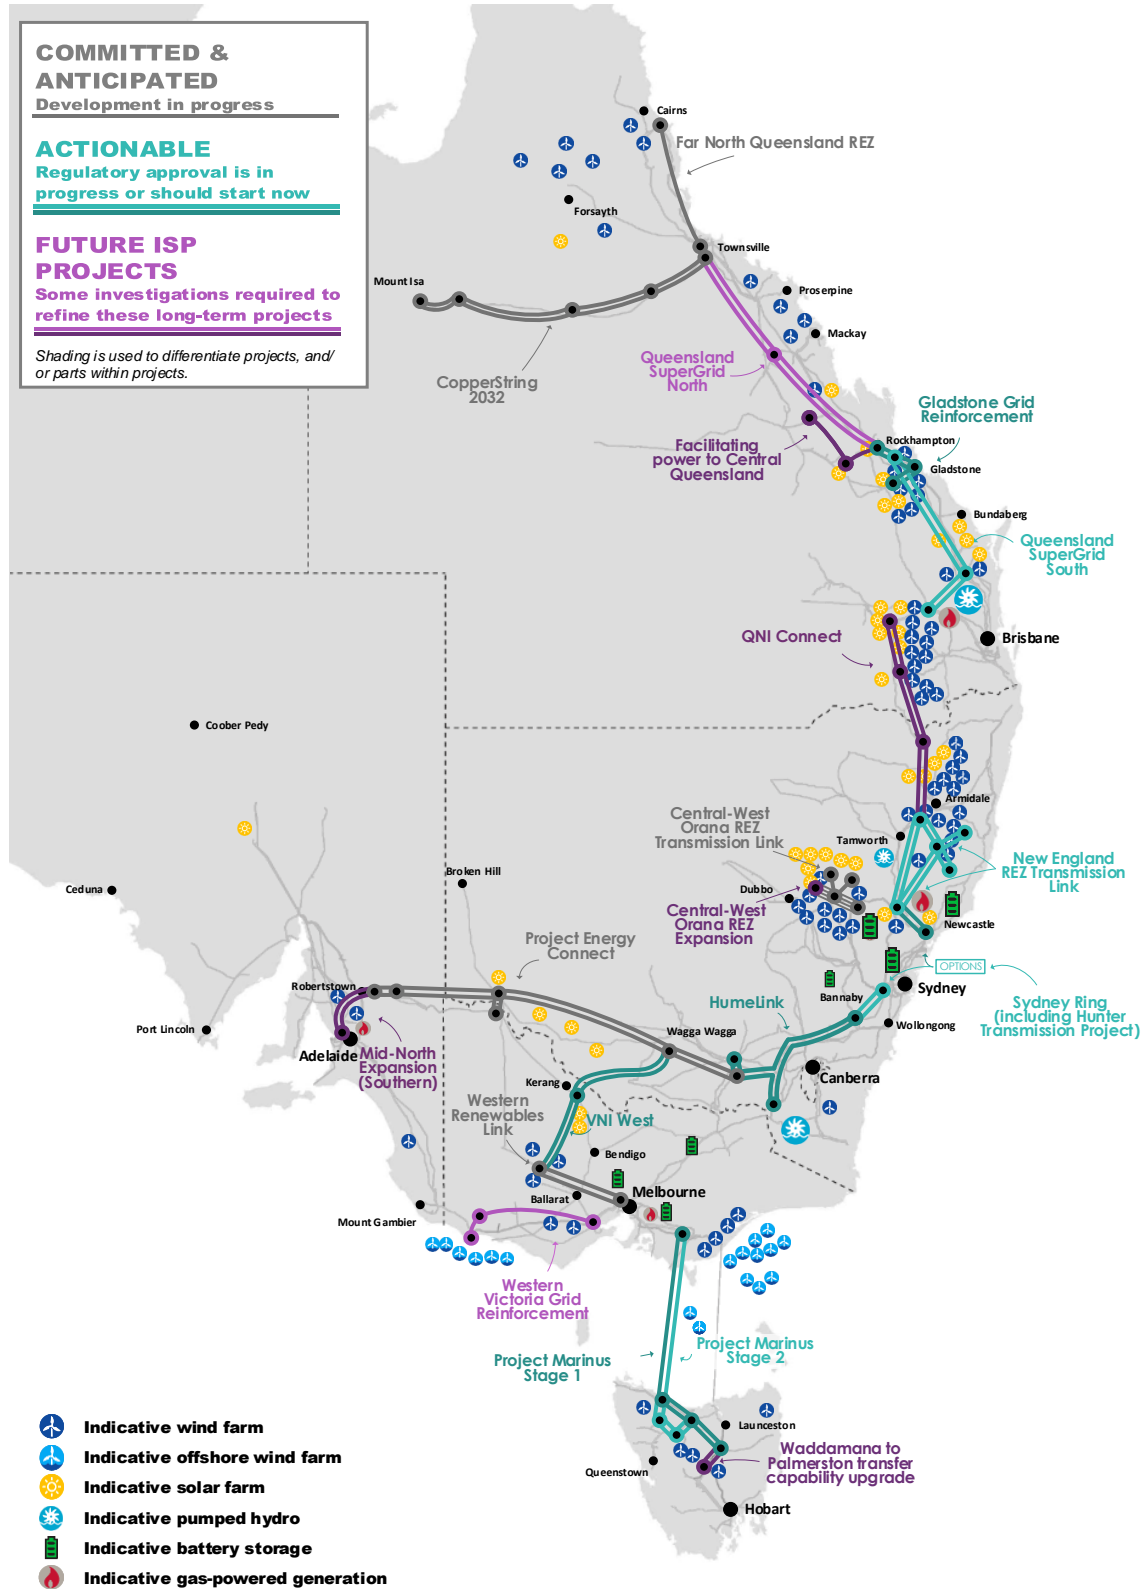 COMMITTED &
ANTICIPATED
Development in progress
ACTIONABLE
Regulatory approval is in
progress or should start now
FUTURE ISP
PROJECTS
Some investigations required to
refine these long-term projects
Shading is used to differentiate projects, and/
or parts within projects.
Cairns
Far North Queensland REZ
Forsayth
Townsville
Mount Isa
Proserpine
Mackay
Queensland
SuperGrid
North
CopperString
2032
Gladstone Grid
Reinforcement
Facilitating
power to Central
Queensland
Rockhampton
Gladstone
Bundaberg
Queensland
SuperGrid
South
QNI Connect
Brisbane
Coober Pedy
Armidale
Central-West
Orana REZ
Transmission Link
Tamworth
New England
REZ Transmission
Link
Broken Hill
Ceduna
Dubbo
Central-West
Orana REZ
Expansion
Newcastle
Project Energy
Connect
OPTIONS
Robertstown
Sydney
Bannaby
HumeLink
Sydney Ring
(including Hunter
Transmission Project)
Port Lincoln
Wollongong
Wagga Wagga
Adelaide
Mid-North
Expansion
(Southern)
Canberra
Kerang
Western
Renewables
Link
VNI West
Bendigo
Ballarat
Melbourne
Mount Gambier
Western
Victoria Grid
Reinforcement
Project Marinus
Stage 2
Project Marinus
Stage 1
Launceston
Waddamana to
Palmerston transfer
capability upgrade
Queenstown
Hobart
Indicative wind farm
Indicative offshore wind farm
Indicative solar farm
Indicative pumped hydro
Indicative battery storage
Indicative gas-powered generation